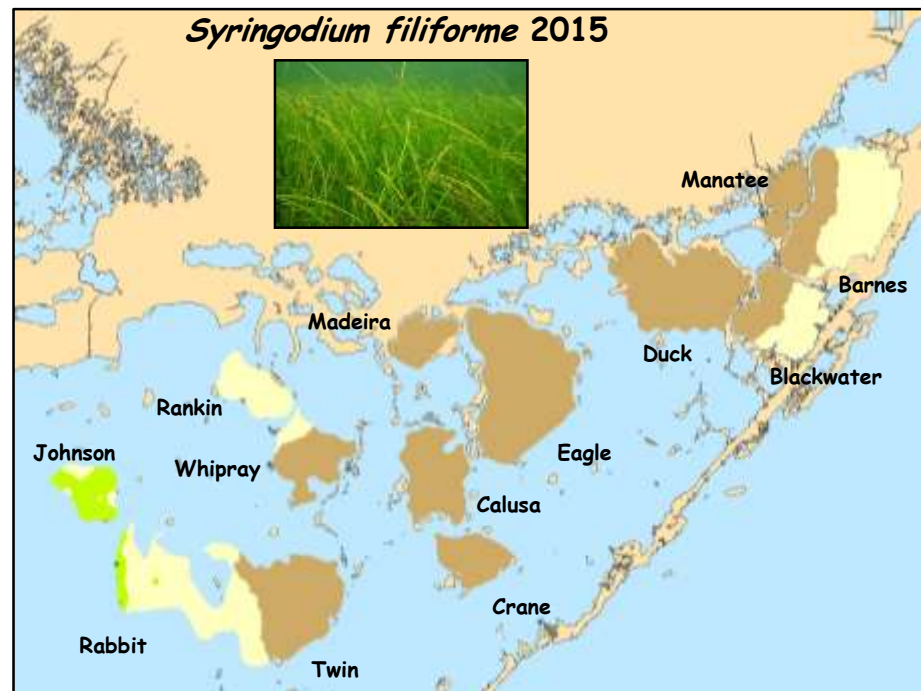 Syringodium filiforme 2015
Manatee
Barnes
Madeira
Duck
Blackwater
Rankin
Johnson
Whipray
Eagle
Calusa
Crane
Rabbit
Twin